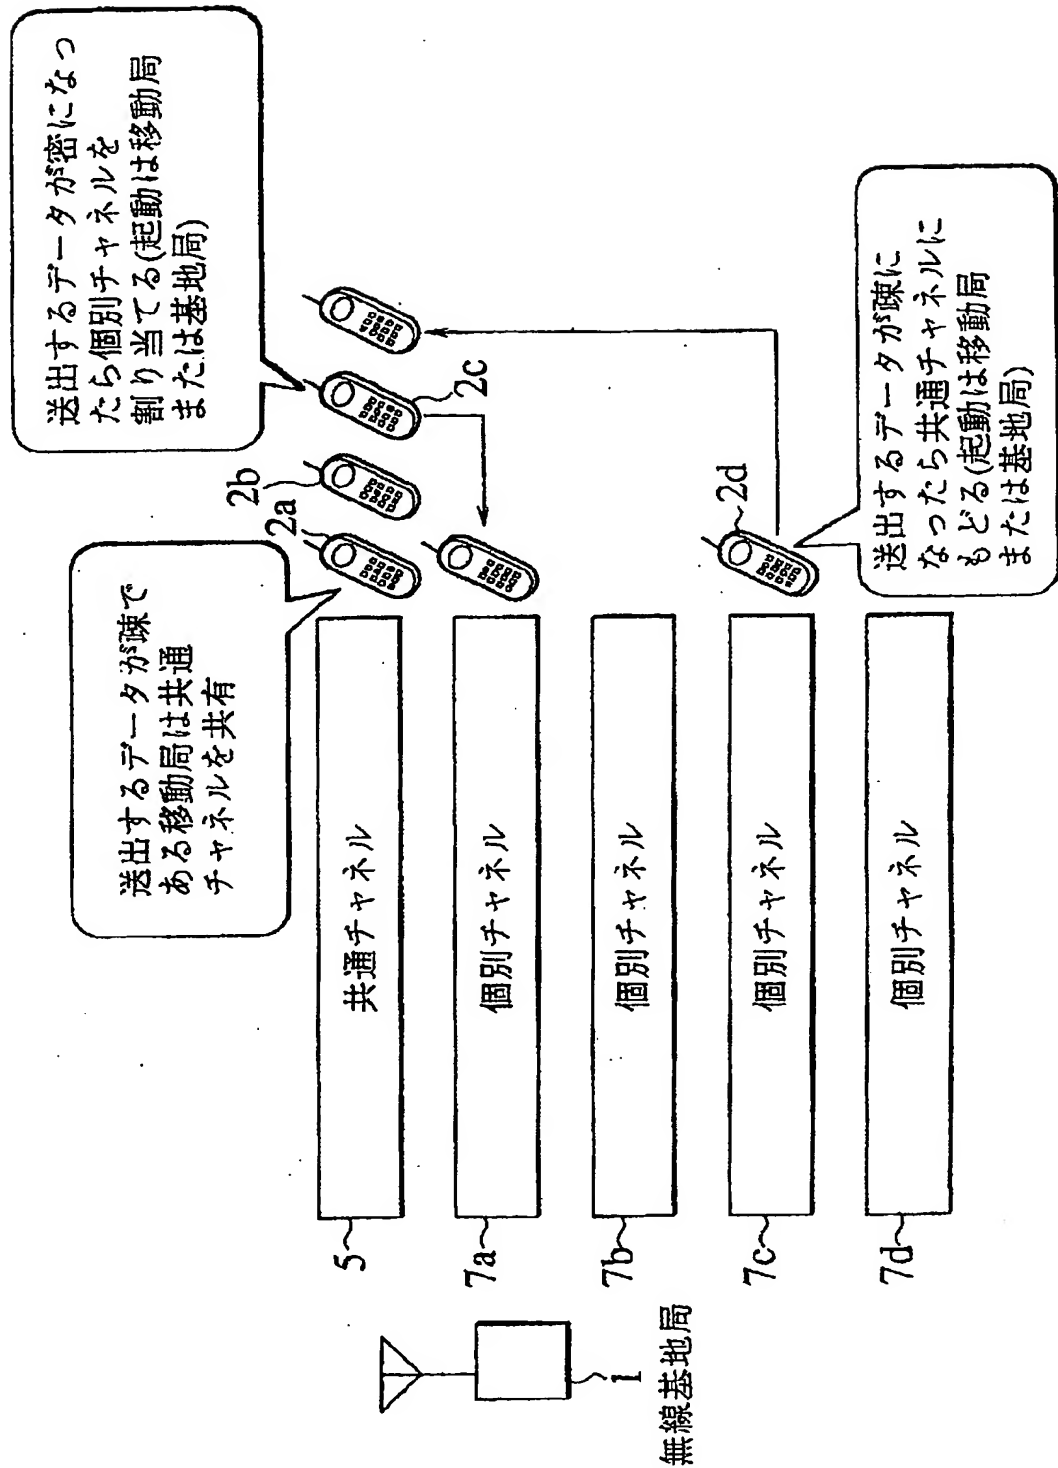 送出するデータが疎で
ある移動局は共通
チャネルを共有
送出するデータが密になっ
たら個別チャネルを
割り当てる(起動は移動局
または基地局)
2a
2b
2c
5
共通チャネル
7a
個別チャネル
7b
個別チャネル
7c
個別チャネル
2d
7d
個別チャネル
送出するデータが疎に
なったら共通チャネルに
もどる(起動は移動局
または基地局)
1
無線基地局